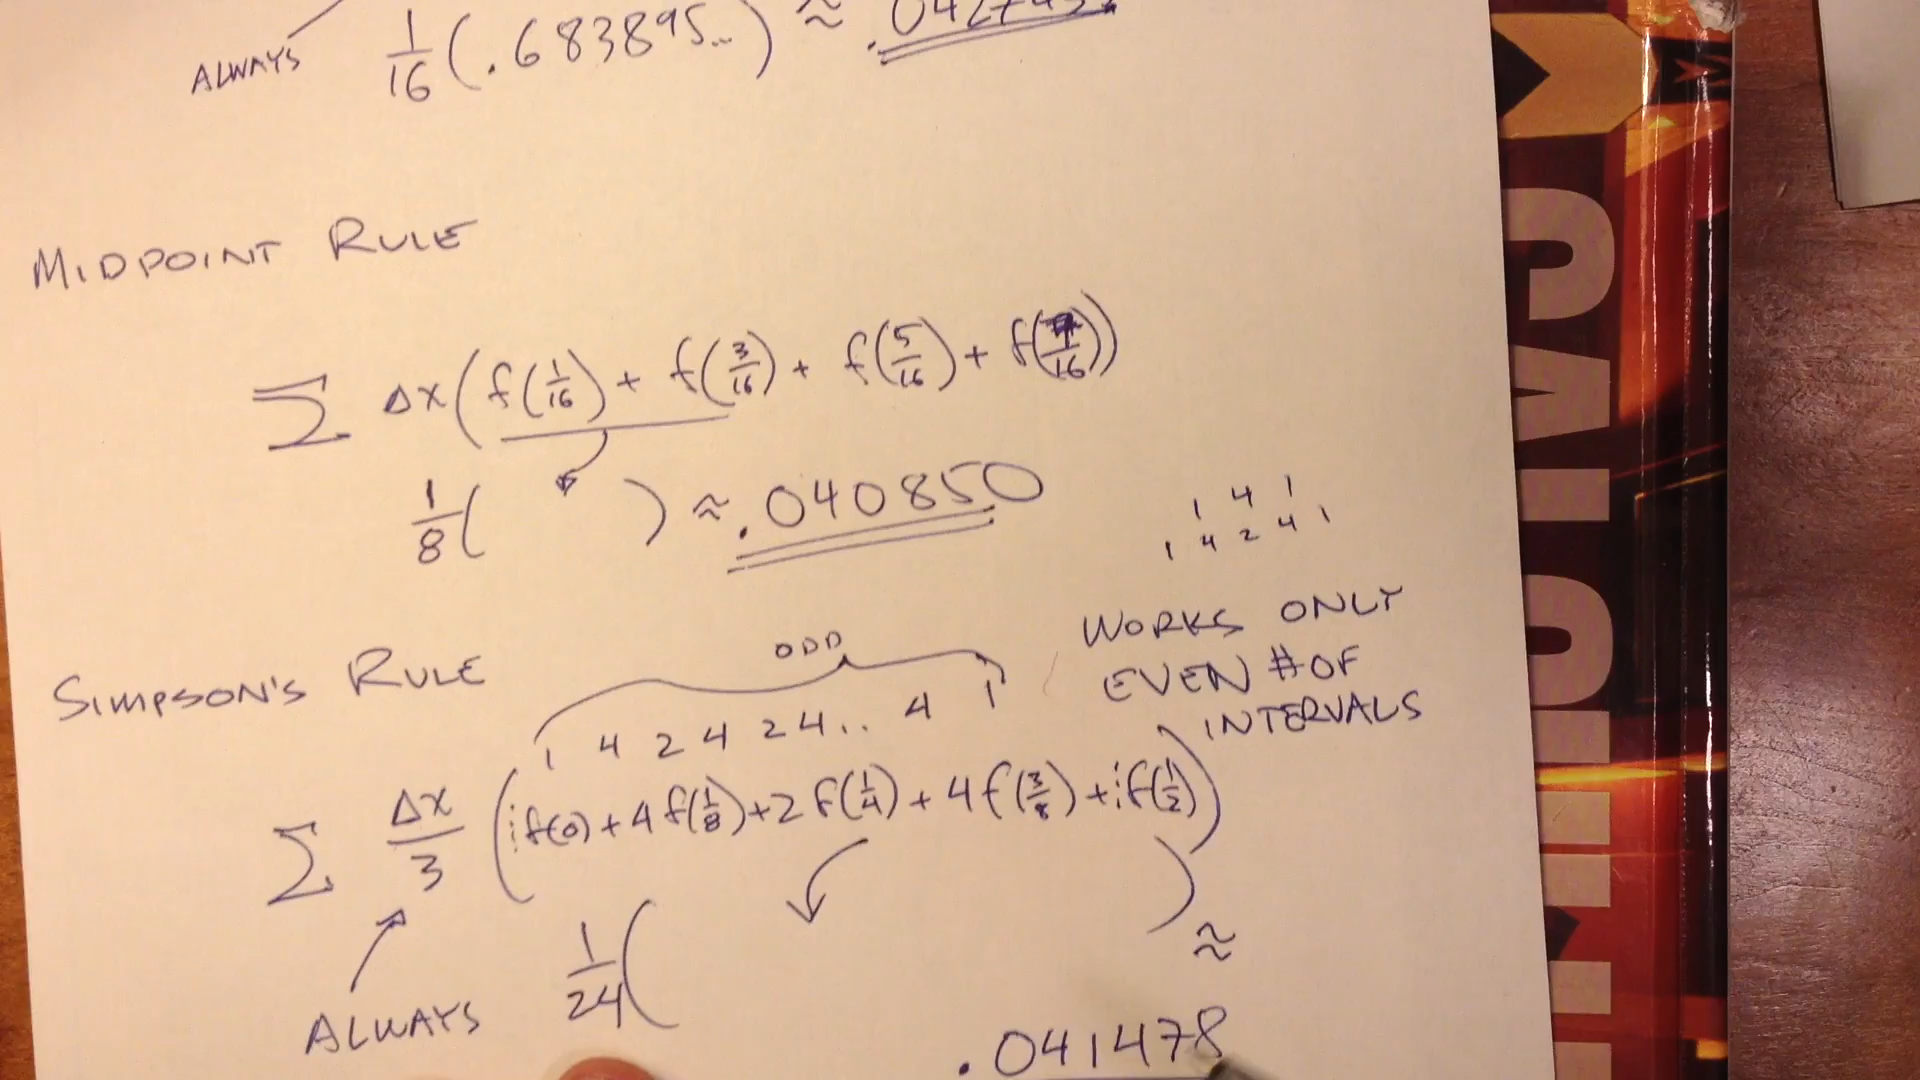 ALWAYS 1/16 (.683895...) ≈ .04274
MIDPOINT RULE
Σ Δx (f(1/16) + f(3/16) + f(5/16) + f(7/16))
1/8 ( ) ≈ .040850
1 4 1
1 4 2 4 1
WORKS ONLY
EVEN # OF
INTERVALS
SIMPSON'S RULE
ODD
1 4 2 4 2 4 .. 4 1
Σ Δx/3 (1f(0) + 4f(1/8) + 2f(1/4) + 4f(3/8) + 1f(1/2))
ALWAYS
1/24 ( ) ≈
.041478